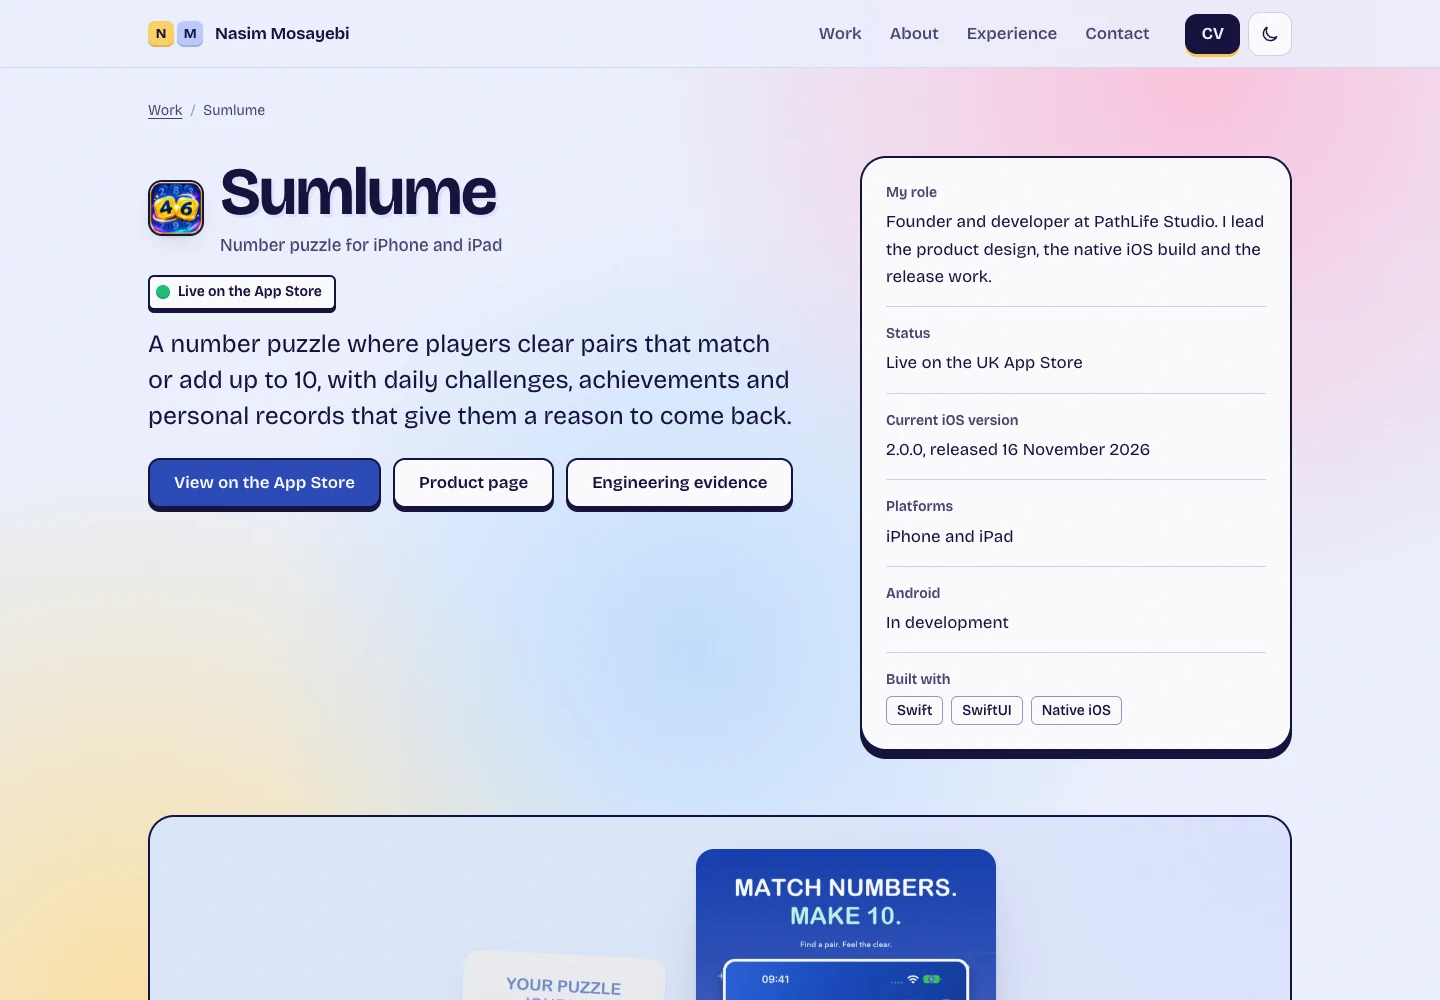 N M Nasim Mosayebi
Work About Experience Contact CV
Work / Sumlume
46
Sumlume
Number puzzle for iPhone and iPad
Live on the App Store
A number puzzle where players clear pairs that match
or add up to 10, with daily challenges, achievements and
personal records that give them a reason to come back.
View on the App Store Product page Engineering evidence
My role
Founder and developer at PathLife Studio. I lead
the product design, the native iOS build and the
release work.
Status
Live on the UK App Store
Current iOS version
2.0.0, released 16 November 2026
Platforms
iPhone and iPad
Android
In development
Built with
Swift SwiftUI Native iOS
MATCH NUMBERS.
MAKE 10.
Find a pair. Feel the clear.
09:41
YOUR PUZZLE